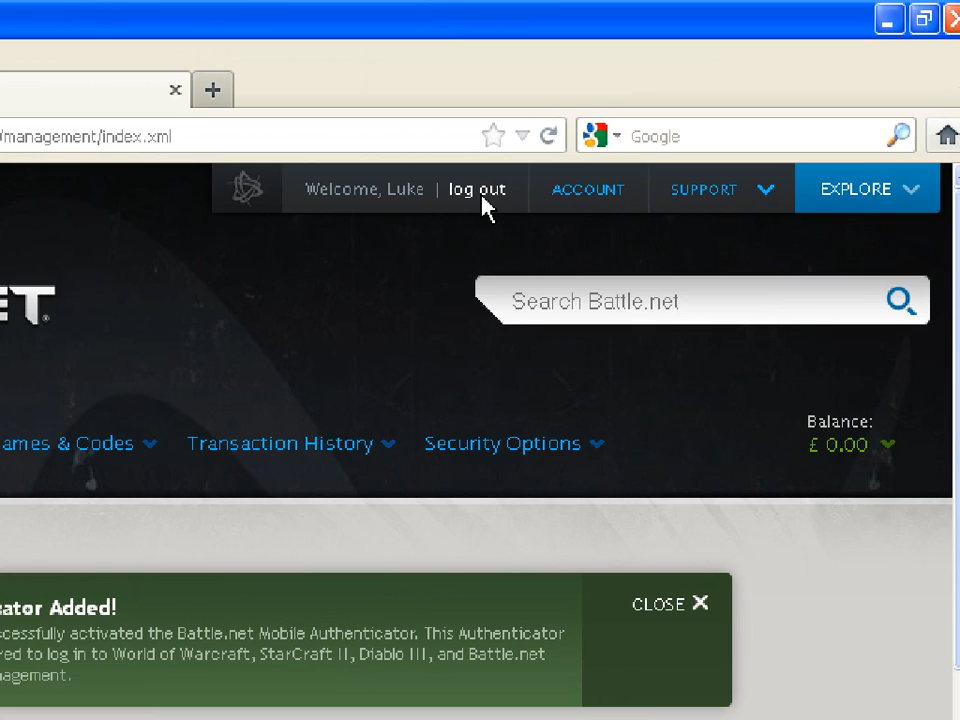 /management/index.xml
Google
Welcome, Luke | log out
ACCOUNT
SUPPORT
EXPLORE
ET.
Search Battle.net
ames & Codes
Transaction History
Security Options
Balance:
£ 0.00
cator Added!
CLOSE
ccessfully activated the Battle.net Mobile Authenticator. This Authenticator
red to log in to World of Warcraft, StarCraft II, Diablo III, and Battle.net
nagement.